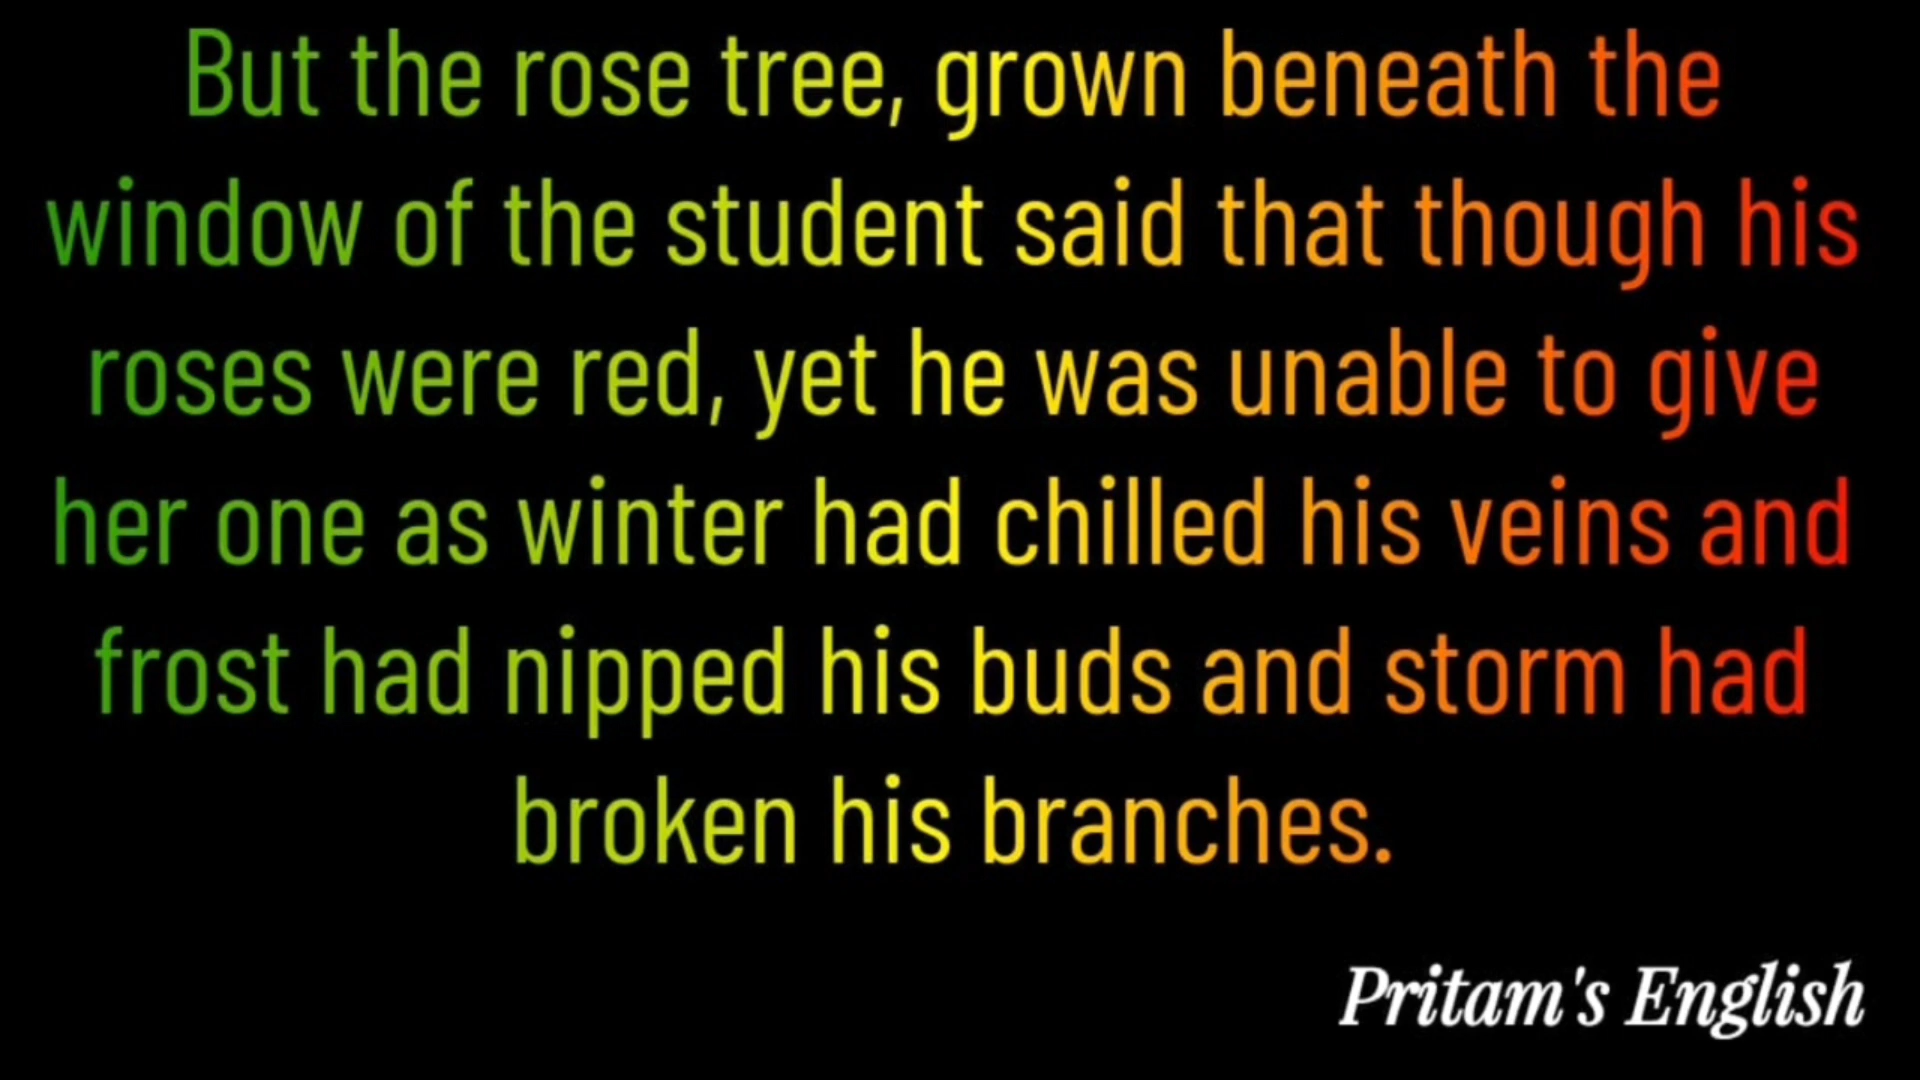 But the rose tree, grown beneath the
window of the student said that though his
roses were red, yet he was unable to give
her one as winter had chilled his veins and
frost had nipped his buds and storm had
broken his branches.
Pritam's English